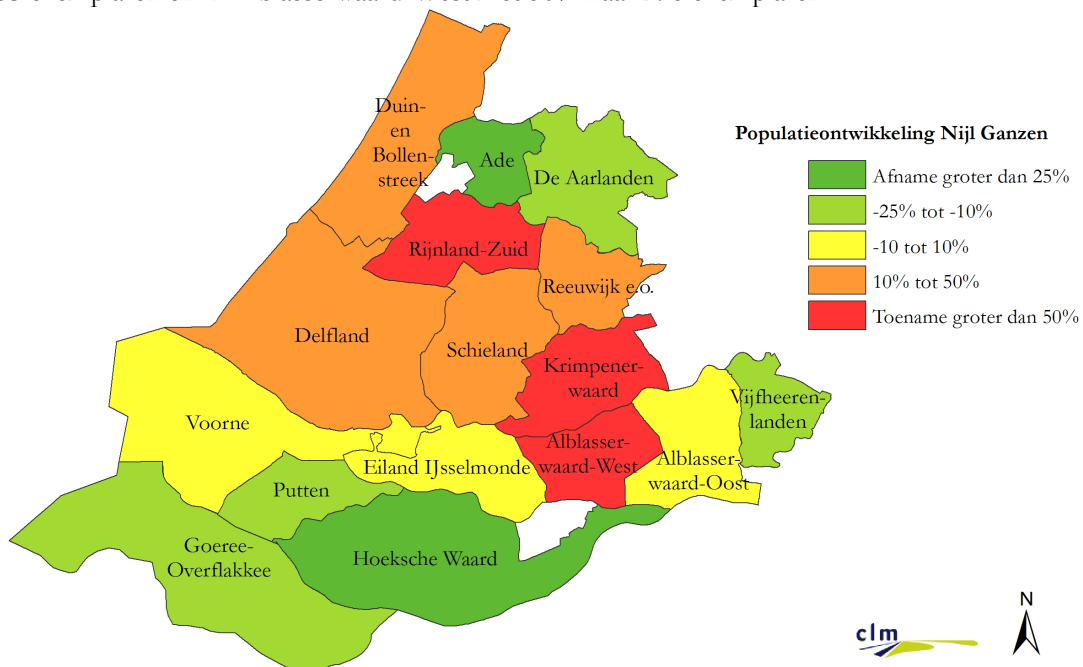 Duin-
en
Bollen-
streek
Ade
De Aarlanden
Rijnland-Zuid
Reeuwijk e.o.
Delfland
Schieland
Krimpener-
waard
Voorne
Alblasser-
waard-West
Vijfheeren-
landen
Alblasser-
waard-Oost
Eiland IJsselmonde
Putten
Goeree-
Overflakkee
Hoeksche Waard
Populatieontwikkeling Nijl Ganzen
Afname groter dan 25%
-25% tot -10%
-10 tot 10%
10% tot 50%
Toename groter dan 50%
N
clm